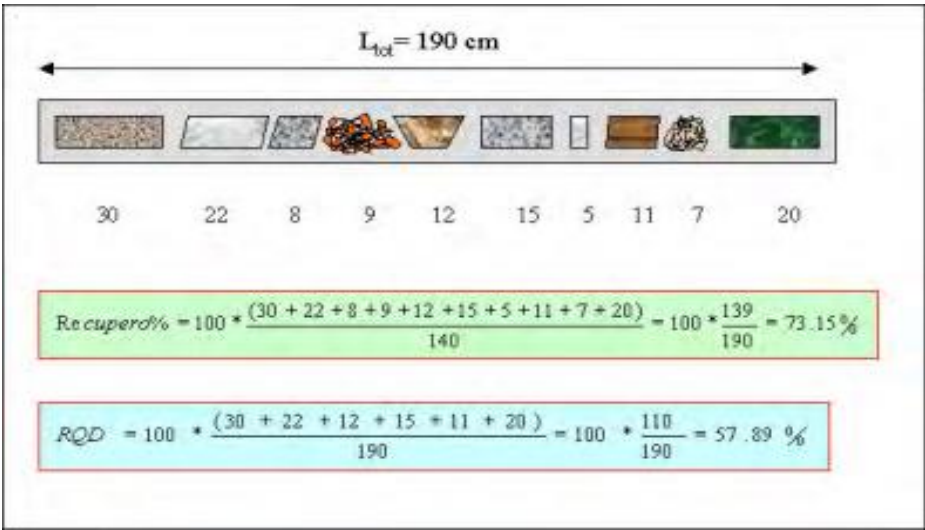 L_tot = 190 cm
30 22 8 9 12 15 5 11 7 20
Recupero% = 100 * (30 + 22 + 8 + 9 + 12 + 15 + 5 + 11 + 7 + 20) / 140 = 100 * 139 / 190 = 73.15 %
RQD = 100 * (30 + 22 + 12 + 15 + 11 + 20) / 190 = 100 * 110 / 190 = 57.89 %